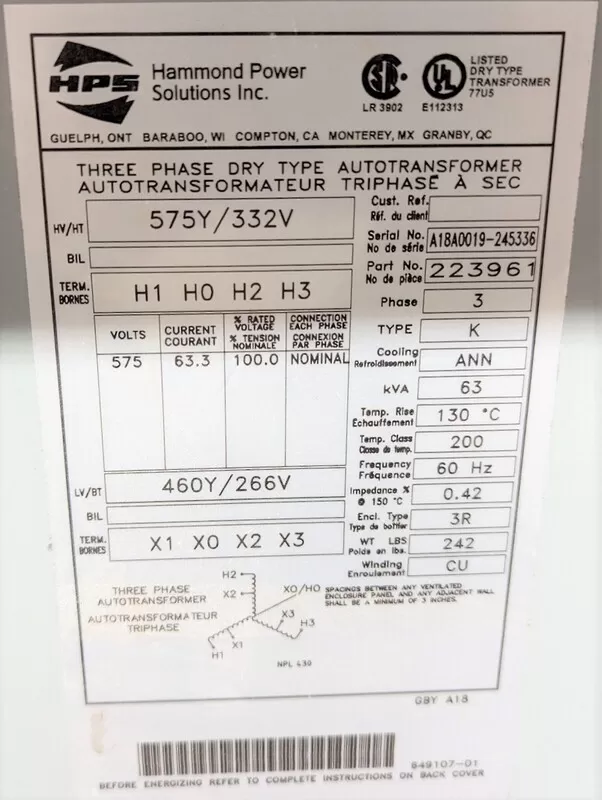 HPS
Hammond Power
Solutions Inc.
LR 3902
E112313
LISTED
DRY TYPE
TRANSFORMER
77U5
GUELPH, ONT BARABOO, WI COMPTON, CA MONTEREY, MX GRANBY, QC
THREE PHASE DRY TYPE AUTOTRANSFORMER
AUTOTRANSFORMATEUR TRIPHASE À SEC
HV/HT 575Y/332V
BIL
TERM.
BORNES H1 H0 H2 H3
VOLTS
CURRENT
COURANT
% RATED
VOLTAGE
% TENSION
NOMINALE
CONNECTION
EACH PHASE
CONNEXION
PAR PHASE
575 63.3 100.0 NOMINAL
LV/BT 460Y/266V
BIL
TERM.
BORNES X1 X0 X2 X3
Cust. Ref.
Réf. du client
Serial No.
No de série A18A0019-245336
Part No.
No de pièce 223961
Phase 3
TYPE K
Cooling
Refroidissement ANN
kVA 63
Temp. Rise
Echauffement 130 °C
Temp. Class
Classe de temp. 200
Frequency
Fréquence 60 Hz
Impedance %
@ 150 °C 0.42
Encl. Type
Type de boîtier 3R
WT LBS
Poids en lbs. 242
Winding
Enroulement CU
THREE PHASE
AUTOTRANSFORMER
AUTOTRANSFORMATEUR
TRIPHASE
H2
X2
X0/H0
X3
H3
X1
H1
SPACINGS BETWEEN ANY VENTILATED
ENCLOSURE PANEL AND ANY ADJACENT WALL
SHALL BE A MINIMUM OF 3 INCHES.
NPL 430
GBY A18
849107-01
BEFORE ENERGIZING REFER TO COMPLETE INSTRUCTIONS ON BACK COVER